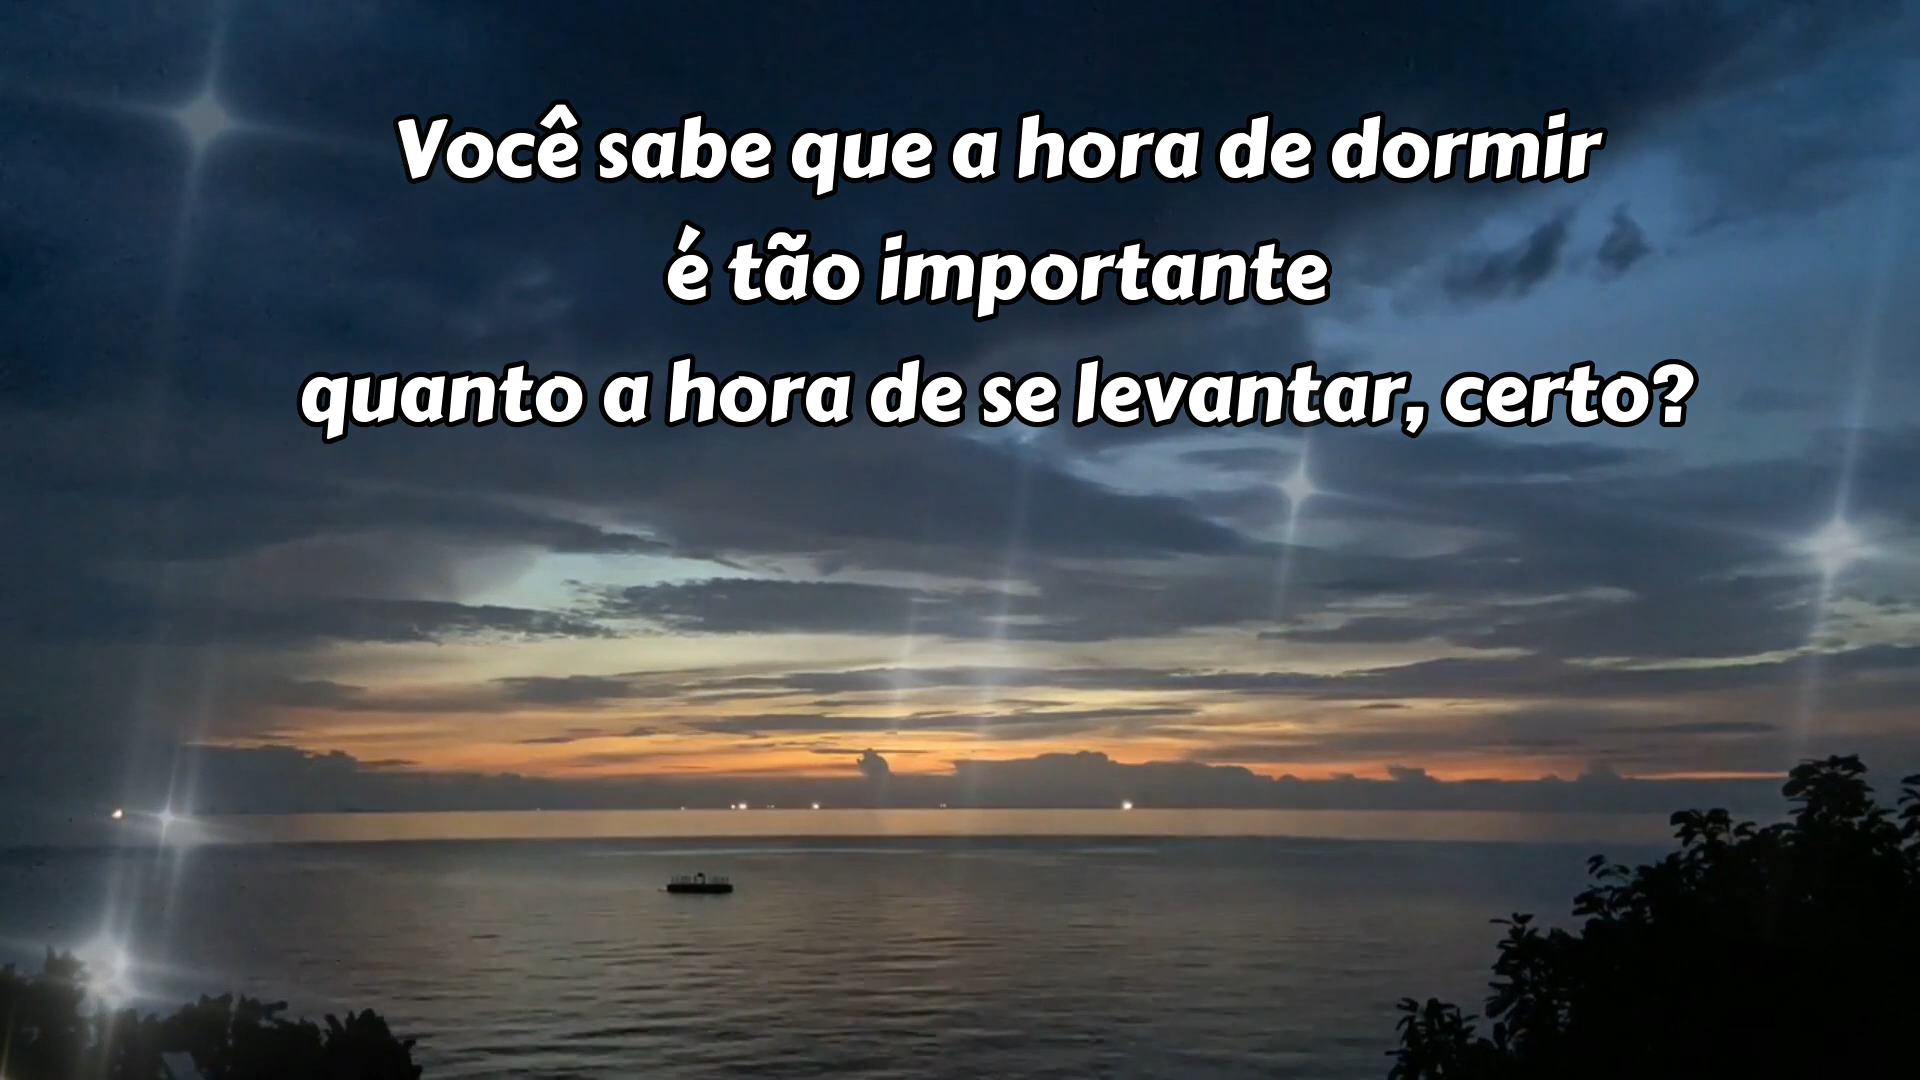 Você sabe que a hora de dormir
é tão importante
quanto a hora de se levantar, certo?